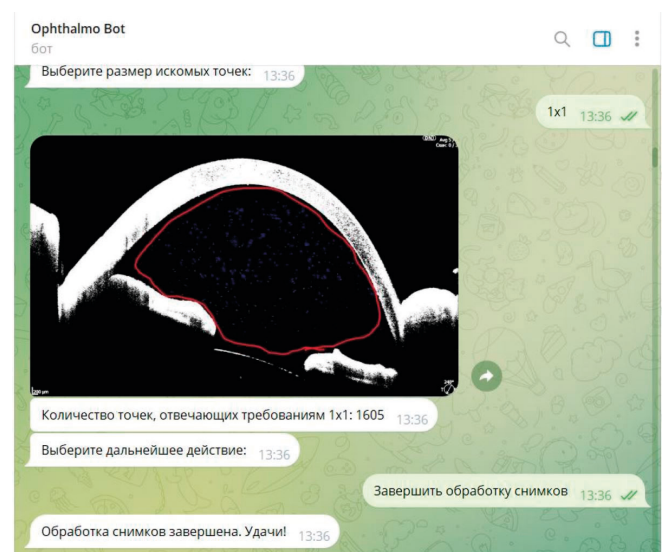 Ophthalmo Bot
бот
Выберите размер искомых точек: 13:36
1x1 13:36
Количество точек, отвечающих требованиям 1x1: 1605 13:36
Выберите дальнейшее действие: 13:36
Завершить обработку снимков 13:36
Обработка снимков завершена. Удачи! 13:36